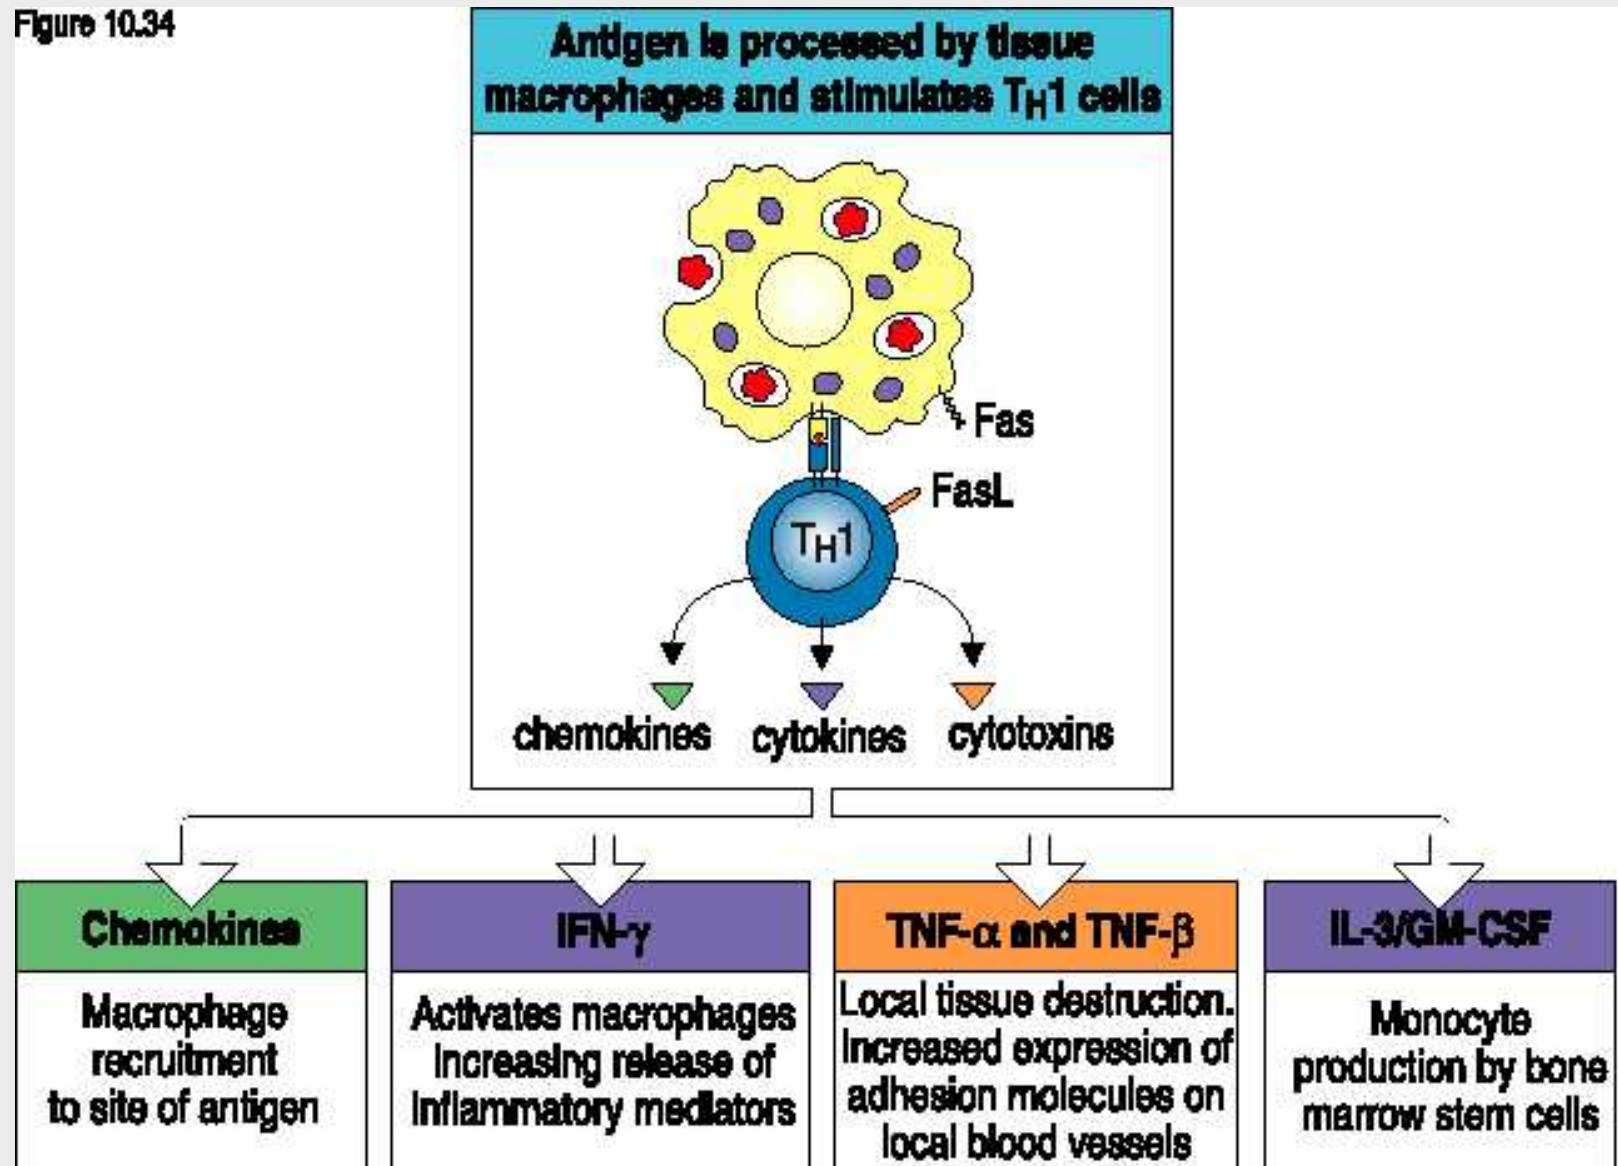 Figure 10.34
Antigen is processed by tissue
macrophages and stimulates TH1 cells
Fas
FasL
TH1
chemokines cytokines cytotoxins
Chemokines
Macrophage
recruitment
to site of antigen
IFN-γ
Activates macrophages
increasing release of
inflammatory mediators
TNF-α and TNF-β
Local tissue destruction.
Increased expression of
adhesion molecules on
local blood vessels
IL-3/GM-CSF
Monocyte
production by bone
marrow stem cells